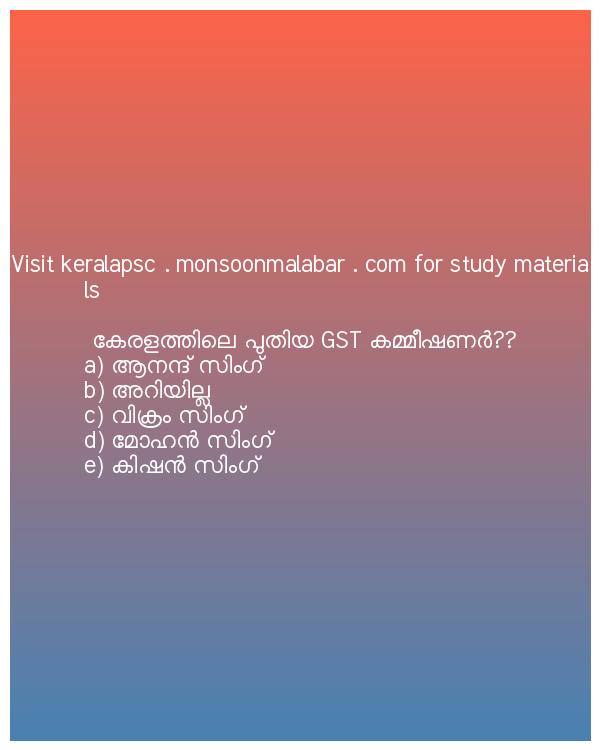 Visit keralapsc . monsoonmalabar . com for study materia
ls
കേരളത്തിലെ പുതിയ GST കമ്മീഷണർ??
a) ആനന്ദ് സിംഗ്
b) അറിയില്ല
c) വിക്രം സിംഗ്
d) മോഹൻ സിംഗ്
e) കിഷൻ സിംഗ്